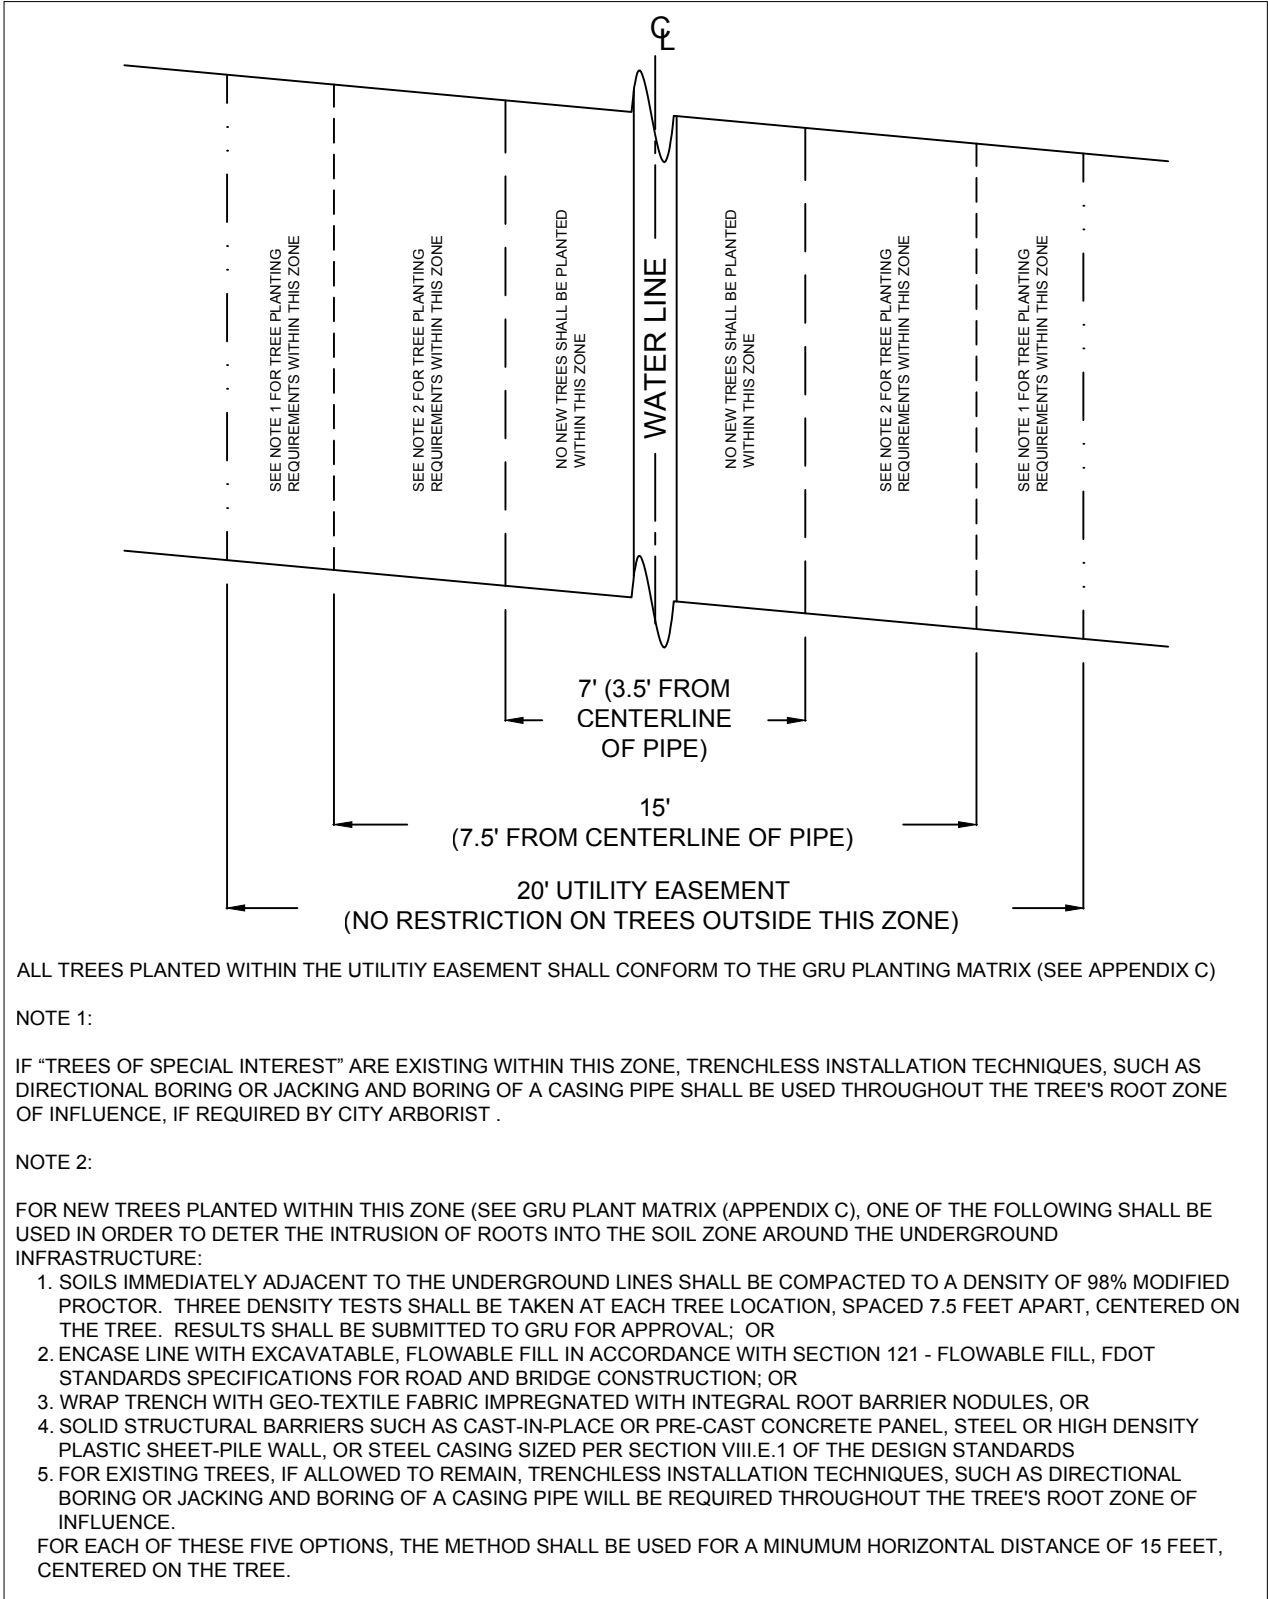 ℄
SEE NOTE 1 FOR TREE PLANTING
REQUIREMENTS WITHIN THIS ZONE
SEE NOTE 2 FOR TREE PLANTING
REQUIREMENTS WITHIN THIS ZONE
NO NEW TREES SHALL BE PLANTED
WITHIN THIS ZONE
WATER LINE
NO NEW TREES SHALL BE PLANTED
WITHIN THIS ZONE
SEE NOTE 2 FOR TREE PLANTING
REQUIREMENTS WITHIN THIS ZONE
SEE NOTE 1 FOR TREE PLANTING
REQUIREMENTS WITHIN THIS ZONE
7' (3.5' FROM
CENTERLINE
OF PIPE)
15'
(7.5' FROM CENTERLINE OF PIPE)
20' UTILITY EASEMENT
(NO RESTRICTION ON TREES OUTSIDE THIS ZONE)
ALL TREES PLANTED WITHIN THE UTILITIY EASEMENT SHALL CONFORM TO THE GRU PLANTING MATRIX (SEE APPENDIX C)
NOTE 1:
IF “TREES OF SPECIAL INTEREST” ARE EXISTING WITHIN THIS ZONE, TRENCHLESS INSTALLATION TECHNIQUES, SUCH AS
DIRECTIONAL BORING OR JACKING AND BORING OF A CASING PIPE SHALL BE USED THROUGHOUT THE TREE'S ROOT ZONE
OF INFLUENCE, IF REQUIRED BY CITY ARBORIST .
NOTE 2:
FOR NEW TREES PLANTED WITHIN THIS ZONE (SEE GRU PLANT MATRIX (APPENDIX C), ONE OF THE FOLLOWING SHALL BE
USED IN ORDER TO DETER THE INTRUSION OF ROOTS INTO THE SOIL ZONE AROUND THE UNDERGROUND
INFRASTRUCTURE:
1. SOILS IMMEDIATELY ADJACENT TO THE UNDERGROUND LINES SHALL BE COMPACTED TO A DENSITY OF 98% MODIFIED
PROCTOR. THREE DENSITY TESTS SHALL BE TAKEN AT EACH TREE LOCATION, SPACED 7.5 FEET APART, CENTERED ON
THE TREE. RESULTS SHALL BE SUBMITTED TO GRU FOR APPROVAL; OR
2. ENCASE LINE WITH EXCAVATABLE, FLOWABLE FILL IN ACCORDANCE WITH SECTION 121 - FLOWABLE FILL, FDOT
STANDARDS SPECIFICATIONS FOR ROAD AND BRIDGE CONSTRUCTION; OR
3. WRAP TRENCH WITH GEO-TEXTILE FABRIC IMPREGNATED WITH INTEGRAL ROOT BARRIER NODULES, OR
4. SOLID STRUCTURAL BARRIERS SUCH AS CAST-IN-PLACE OR PRE-CAST CONCRETE PANEL, STEEL OR HIGH DENSITY
PLASTIC SHEET-PILE WALL, OR STEEL CASING SIZED PER SECTION VIII.E.1 OF THE DESIGN STANDARDS
5. FOR EXISTING TREES, IF ALLOWED TO REMAIN, TRENCHLESS INSTALLATION TECHNIQUES, SUCH AS DIRECTIONAL
BORING OR JACKING AND BORING OF A CASING PIPE WILL BE REQUIRED THROUGHOUT THE TREE'S ROOT ZONE OF
INFLUENCE.
FOR EACH OF THESE FIVE OPTIONS, THE METHOD SHALL BE USED FOR A MINUMUM HORIZONTAL DISTANCE OF 15 FEET,
CENTERED ON THE TREE.